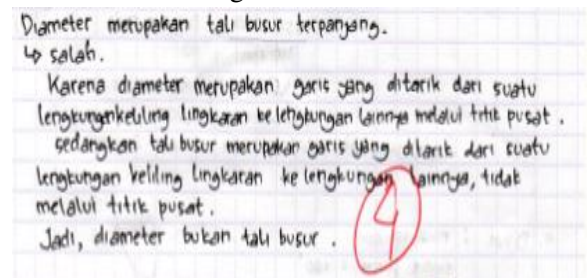 Diameter merupakan tali busur terpanjang.
↳ salah.
Karena diameter merupakan garis yang ditarik dari suatu
lengkungan keliling lingkaran ke lengkungan lainnya melalui titik pusat.
sedangkan tali busur merupakan garis yang ditarik dari suatu
lengkungan keliling lingkaran ke lengkungan lainnya, tidak
melalui titik pusat.
Jadi, diameter bukan tali busur.
4